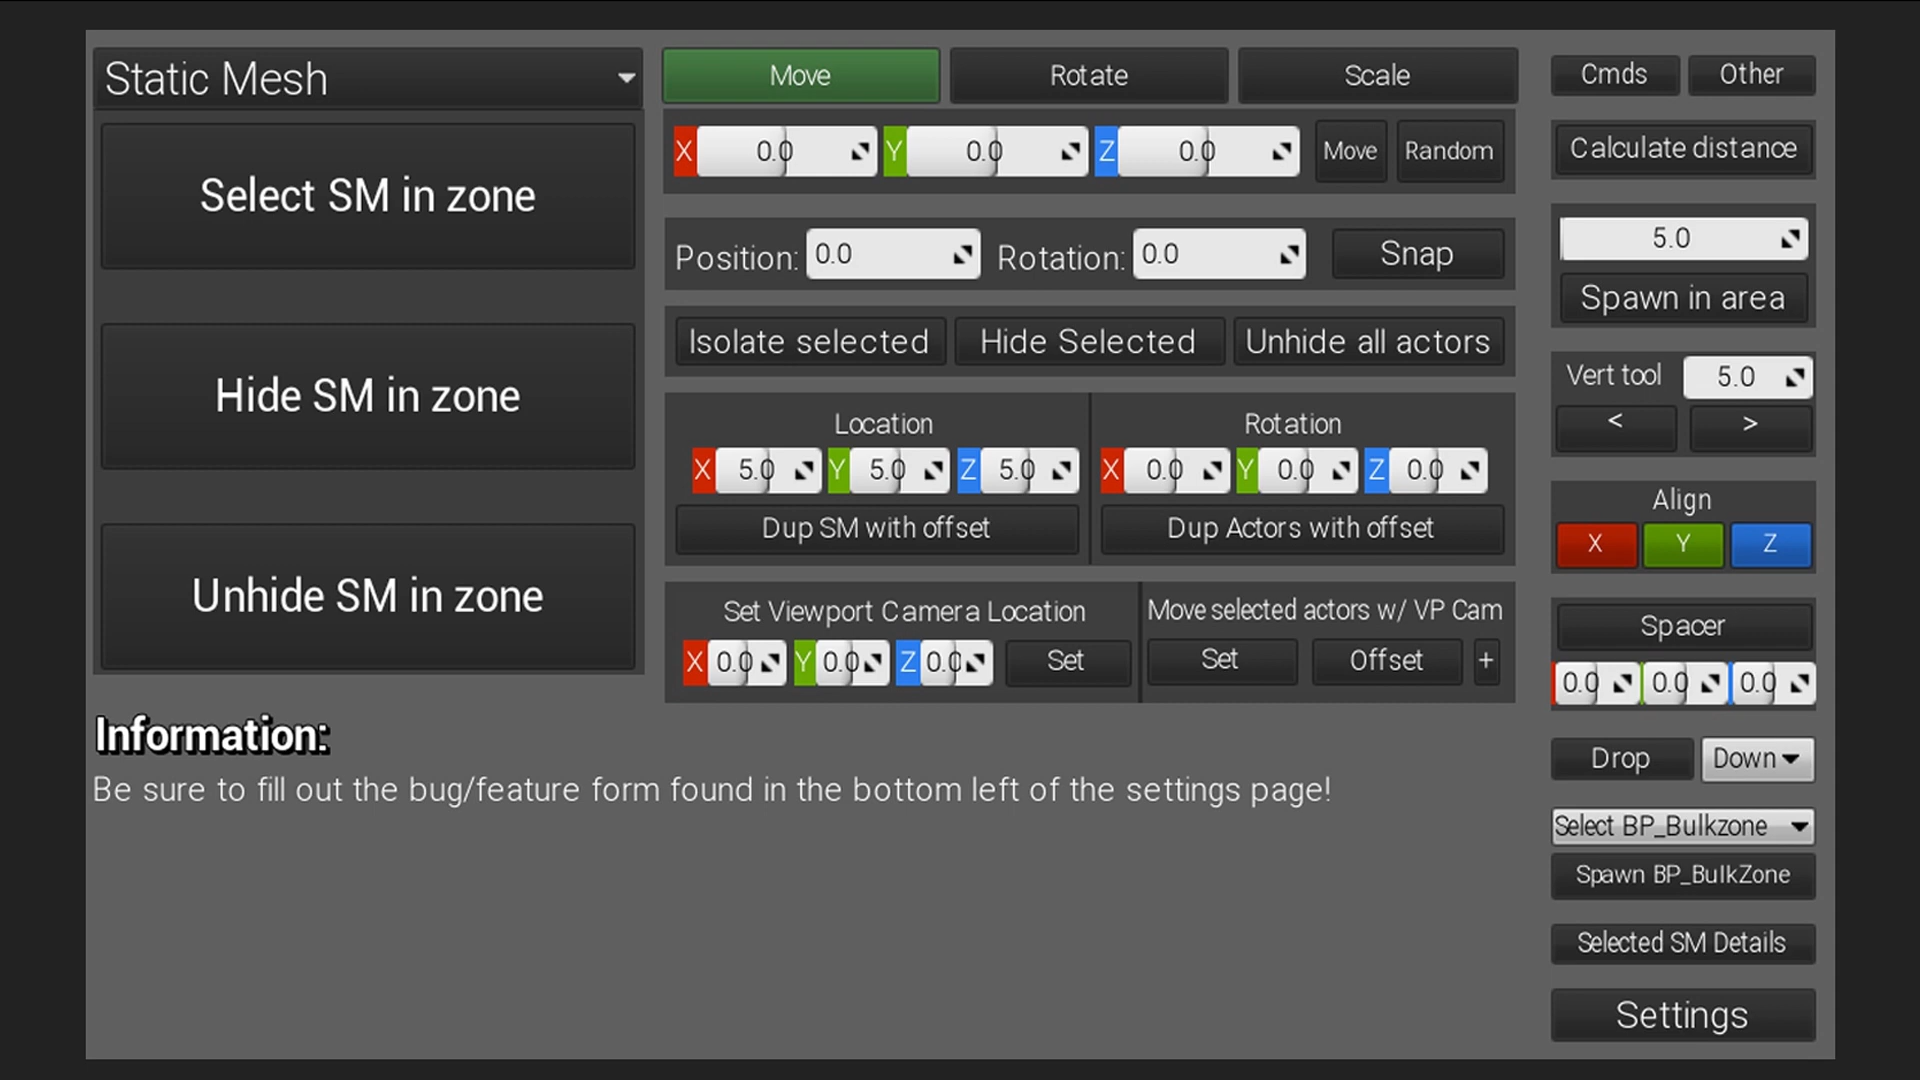 Static Mesh
Select SM in zone
Hide SM in zone
Unhide SM in zone
Move Rotate Scale
X 0.0 Y 0.0 Z 0.0 Move Random
Position: 0.0 Rotation: 0.0 Snap
Isolate selected Hide Selected Unhide all actors
Location
X 5.0 Y 5.0 Z 5.0
Dup SM with offset
Rotation
X 0.0 Y 0.0 Z 0.0
Dup Actors with offset
Set Viewport Camera Location
X 0.0 Y 0.0 Z 0.0 Set
Move selected actors w/ VP Cam
Set Offset +
Cmds Other
Calculate distance
5.0
Spawn in area
Vert tool 5.0
< >
Align
X Y Z
Spacer
0.0 0.0 0.0
Drop Down
Select BP_Bulkzone
Spawn BP_BulkZone
Selected SM Details
Settings
Information:
Be sure to fill out the bug/feature form found in the bottom left of the settings page!